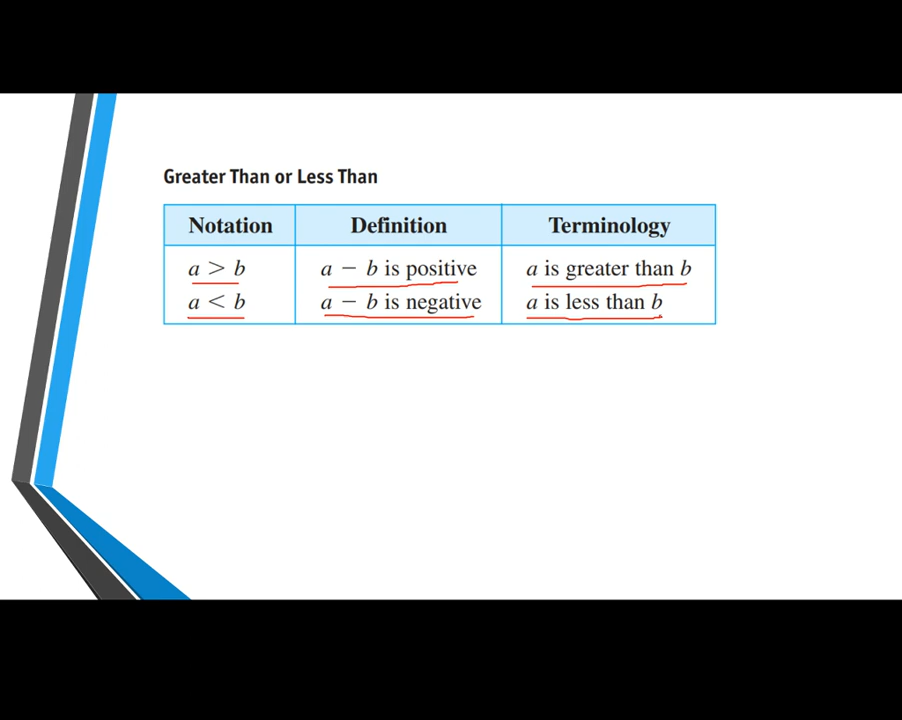 Greater Than or Less Than
Notation Definition Terminology
a > b a − b is positive a is greater than b
a < b a − b is negative a is less than b